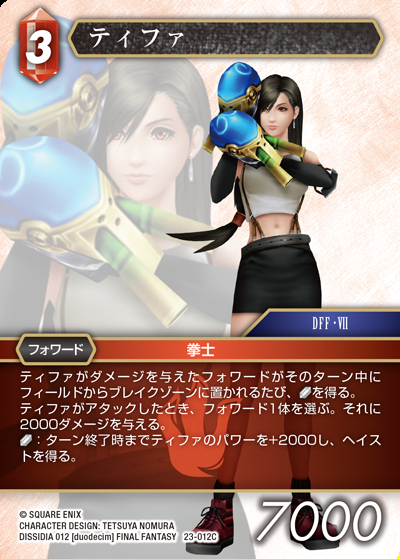 3
ティファ
DFF・VII
フォワード
拳士
ティファがダメージを与えたフォワードがそのターン中に
フィールドからブレイクゾーンに置かれるたび、を得る。
ティファがアタックしたとき、フォワード1体を選ぶ。それに
2000ダメージを与える。
：ターン終了時までティファのパワーを+2000し、ヘイス
トを得る。
© SQUARE ENIX
CHARACTER DESIGN: TETSUYA NOMURA
DISSIDIA 012 [duodecim] FINAL FANTASY 23-012C
7000